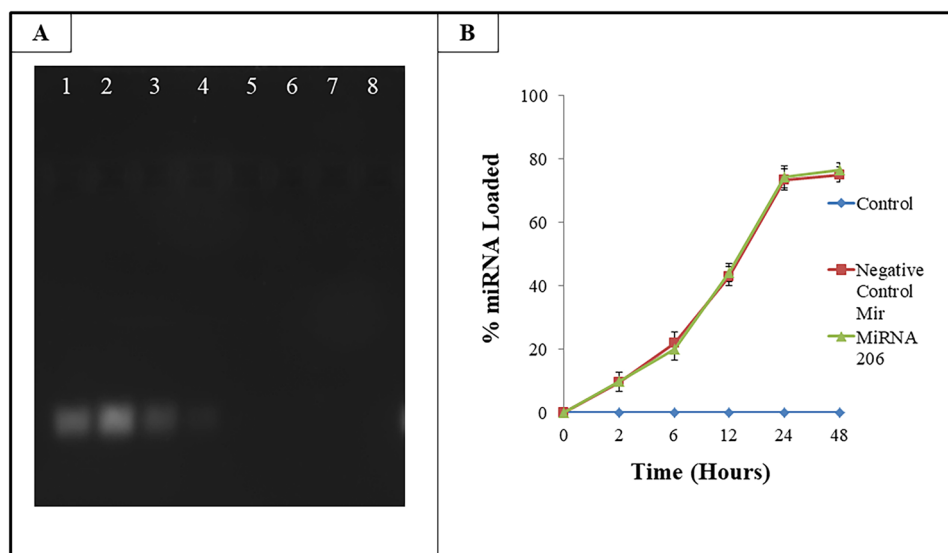 A
1 2 3 4 5 6 7 8
B
% miRNA Loaded
100
80
60
40
20
0
0 2 6 12 24 48
Time (Hours)
Control
Negative
Control
Mir
MiRNA
206